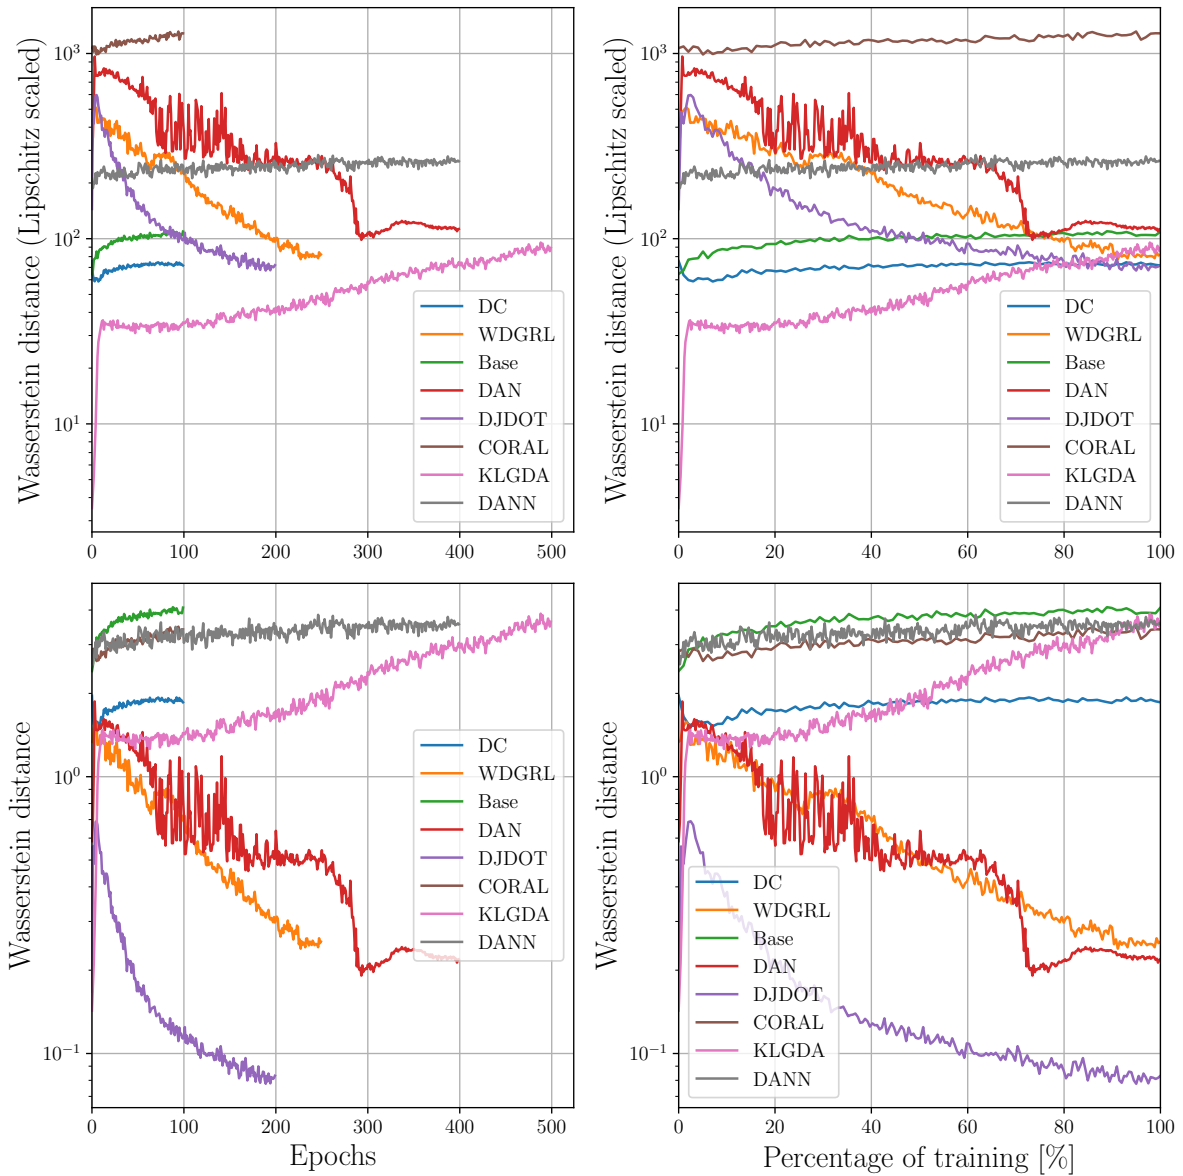 Wasserstein distance (Lipschitz scaled)
10³
10²
10¹
0 100 200 300 400 500
DC
WDGRL
Base
DAN
DJDOT
CORAL
KLGDA
DANN
Wasserstein distance (Lipschitz scaled)
10³
10²
10¹
0 20 40 60 80 100
DC
WDGRL
Base
DAN
DJDOT
CORAL
KLGDA
DANN
Wasserstein distance
10⁰
10⁻¹
0 100 200 300 400 500
Epochs
DC
WDGRL
Base
DAN
DJDOT
CORAL
KLGDA
DANN
Wasserstein distance
10⁰
10⁻¹
0 20 40 60 80 100
Percentage of training [%]
DC
WDGRL
Base
DAN
DJDOT
CORAL
KLGDA
DANN